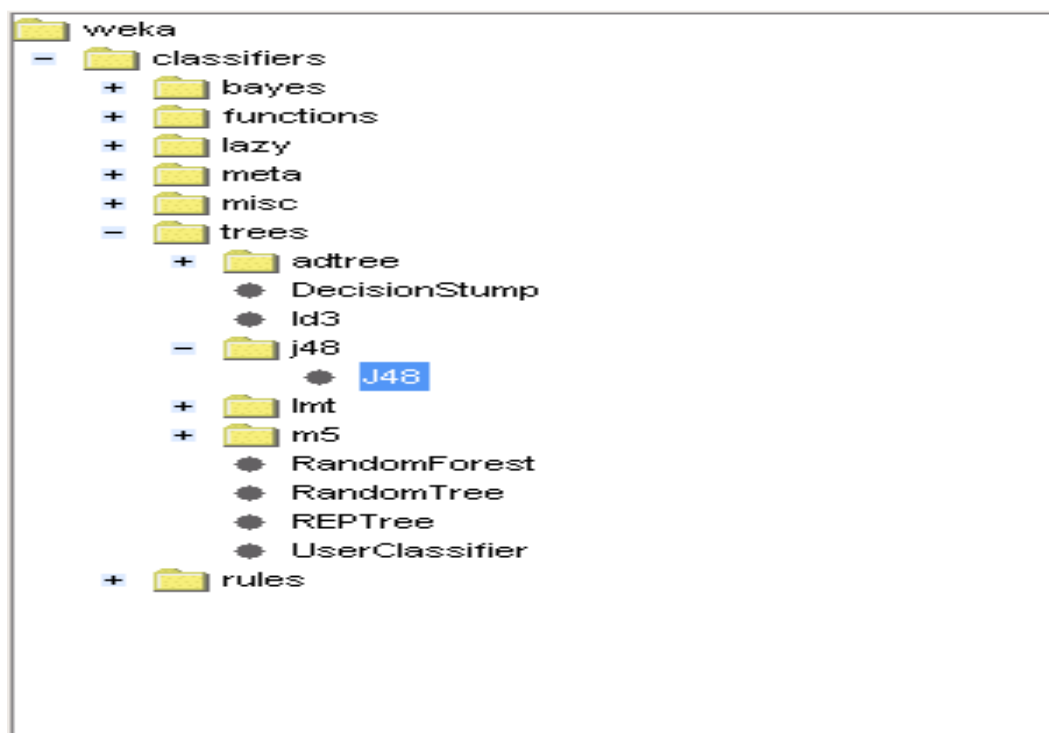 weka
classifiers
bayes
functions
lazy
meta
misc
trees
adtree
DecisionStump
Id3
j48
J48
lmt
m5
RandomForest
RandomTree
REPTree
UserClassifier
rules